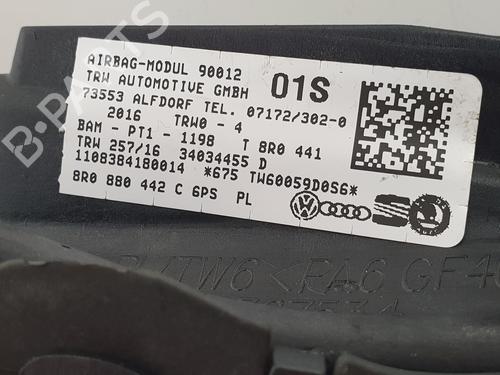 AIRBAG-MODUL 90012
TRW AUTOMOTIVE GMBH 01S
73553 ALFDORF TEL. 07172/302-0
2016 TRW0 - 4
BAM - PT1 - 1198 T 8R0 441
TRW 257/16 34034455 D
1108384180014 *675 TW60059D0S6*
8R0 880 442 C 6PS PL
B-PARTS